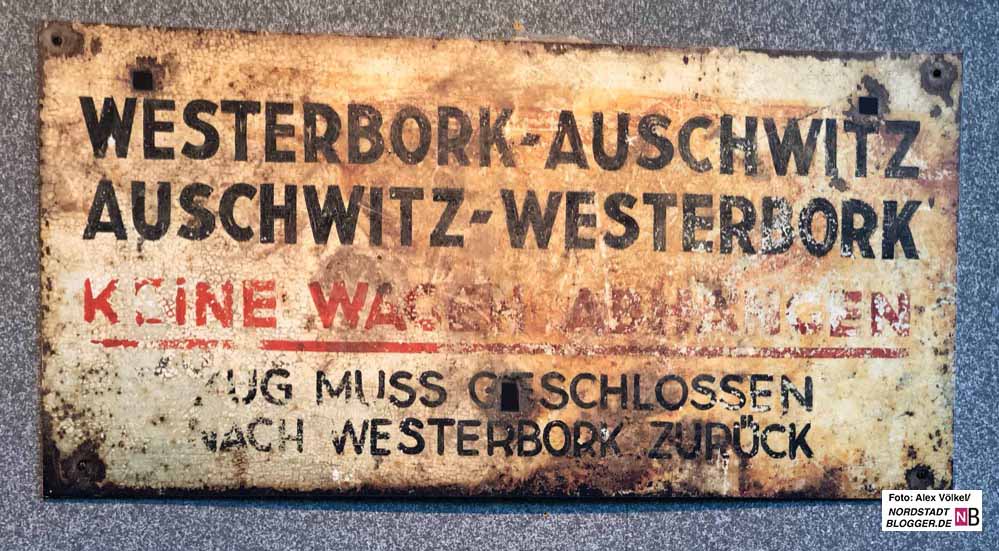 WESTERBORK-AUSCHWITZ
AUSCHWITZ-WESTERBORK
KEINE WAGEN ABHÄNGEN
ZUG MUSS GESCHLOSSEN
NACH WESTERBORK ZURÜCK
Foto: Alex Völkel/
NORDSTADT
BLOGGER.DE NB